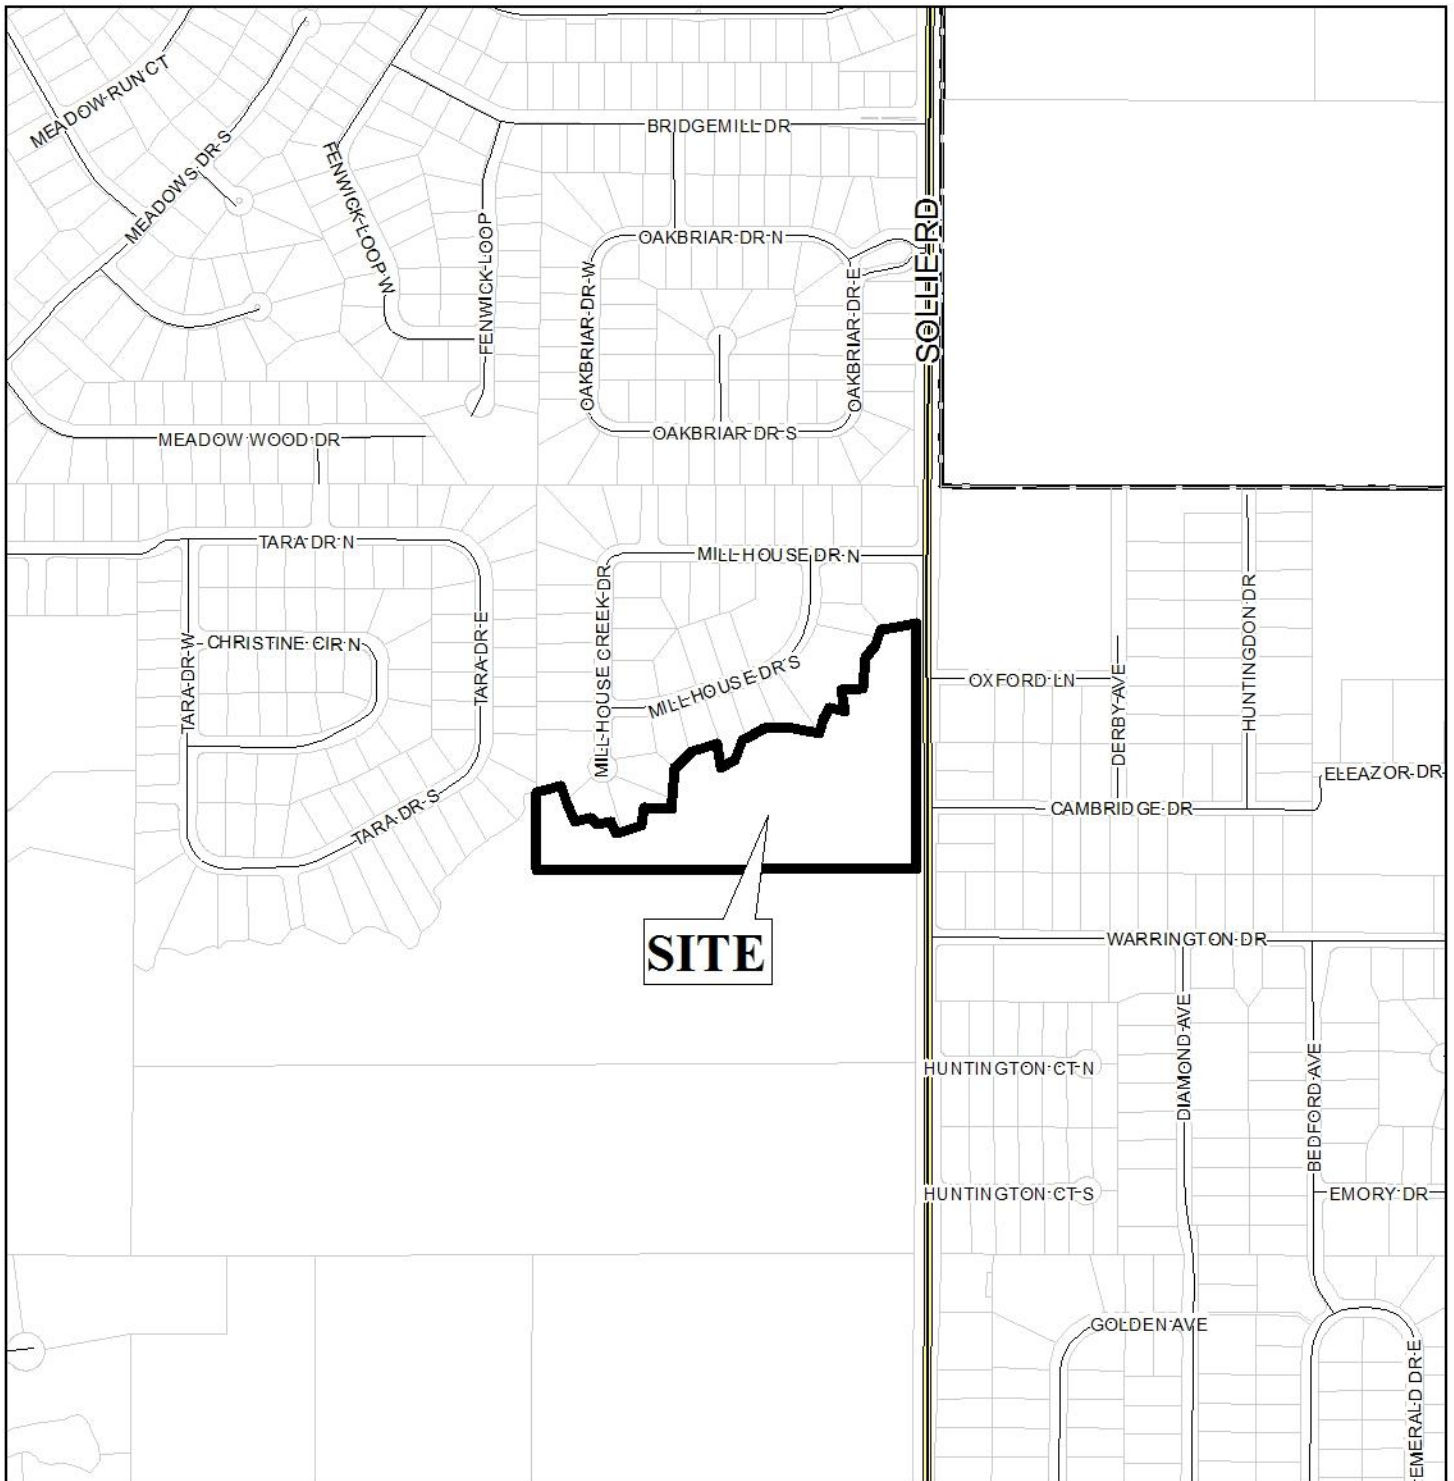 MEADOW RUN CT
MEADOWS DR S
FENWICK LOOP W
FENWICK LOOP
BRIDGEMILL DR
OAKBRIAR DR N
OAKBRIAR DR W
OAKBRIAR DR E
OAKBRIAR DR S
SOLLIE RD
MEADOW WOOD DR
TARA DR N
TARA DR W
CHRISTINE CIR N
TARA DR E
TARA DR S
MILL HOUSE DR N
MILL HOUSE CREEK DR
MILL HOUSE DR S
OXFORD LN
DERBY AVE
HUNTINGDON DR
ELEAZOR DR
CAMBRIDGE DR
SITE
WARRINGTON DR
DIAMOND AVE
BEDFORD AVE
HUNTINGTON CT N
HUNTINGTON CT S
EMORY DR
GOLDEN AVE
EMERALD DR E